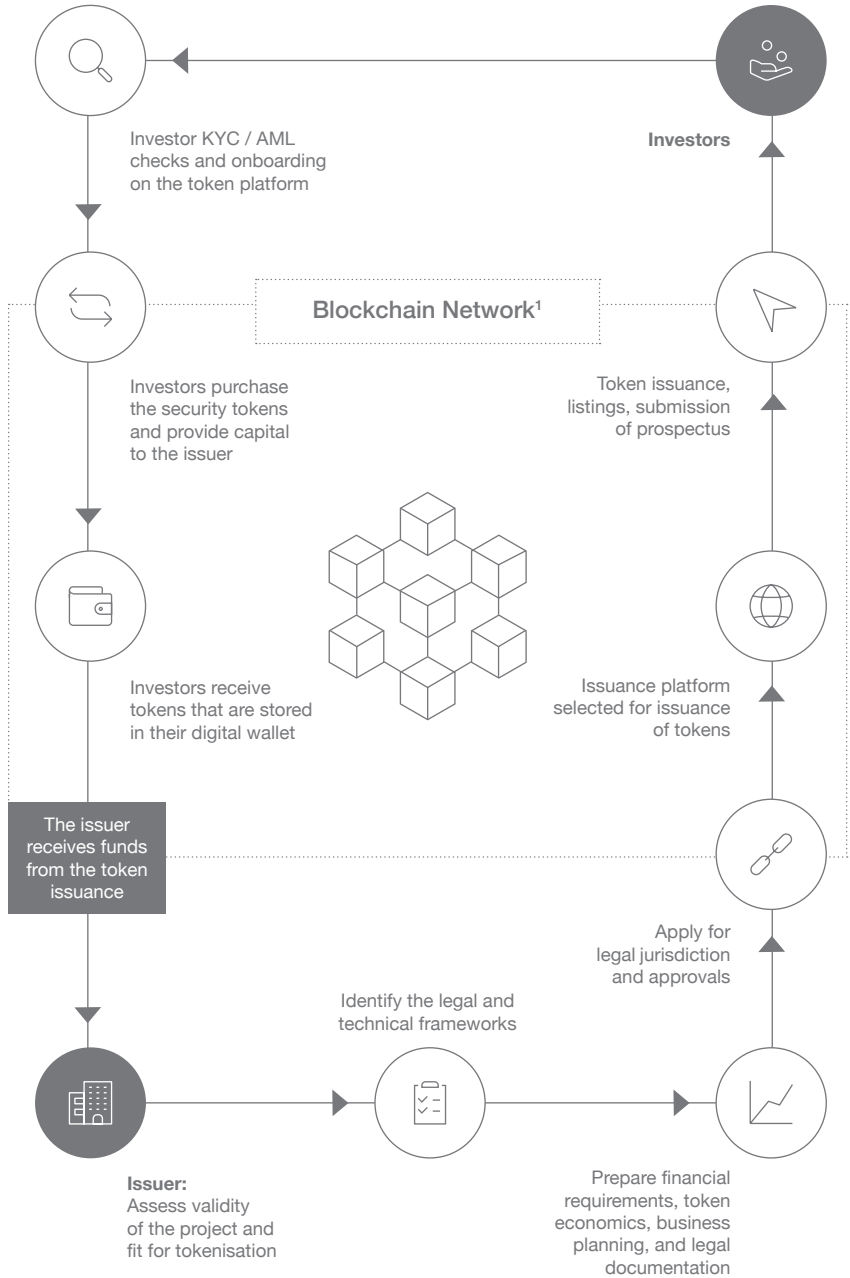 Investor KYC / AML
checks and onboarding
on the token platform
Investors
Blockchain Network¹
Investors purchase
the security tokens
and provide capital
to the issuer
Token issuance,
listings, submission
of prospectus
Investors receive
tokens that are stored
in their digital wallet
Issuance platform
selected for issuance
of tokens
The issuer
receives funds
from the token
issuance
Apply for
legal jurisdiction
and approvals
Identify the legal and
technical frameworks
Issuer:
Assess validity
of the project and
fit for tokenisation
Prepare financial
requirements, token
economics, business
planning, and legal
documentation